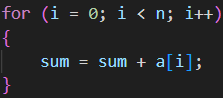 for (i = 0; i < n; i++)
{
    sum = sum + a[i];
}